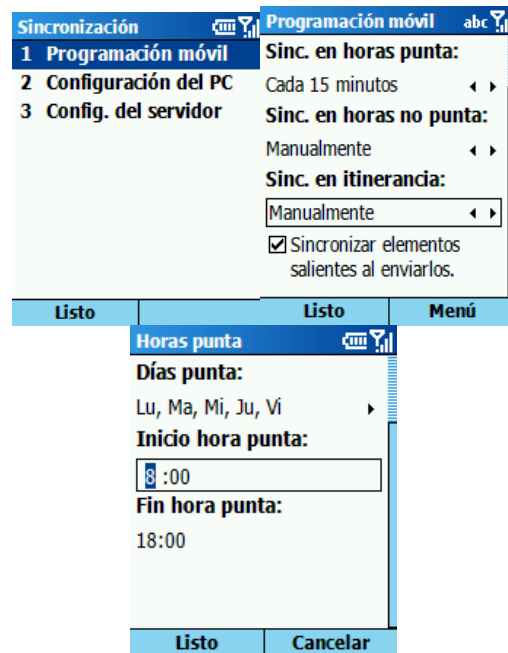 Sincronización
1 Programación móvil
2 Configuración del PC
3 Config. del servidor
Listo
Programación móvil abc
Sinc. en horas punta:
Cada 15 minutos
Sinc. en horas no punta:
Manualmente
Sinc. en itinerancia:
Manualmente
Sincronizar elementos
salientes al enviarlos.
Listo Menú
Horas punta
Días punta:
Lu, Ma, Mi, Ju, Vi
Inicio hora punta:
8 :00
Fin hora punta:
18:00
Listo Cancelar